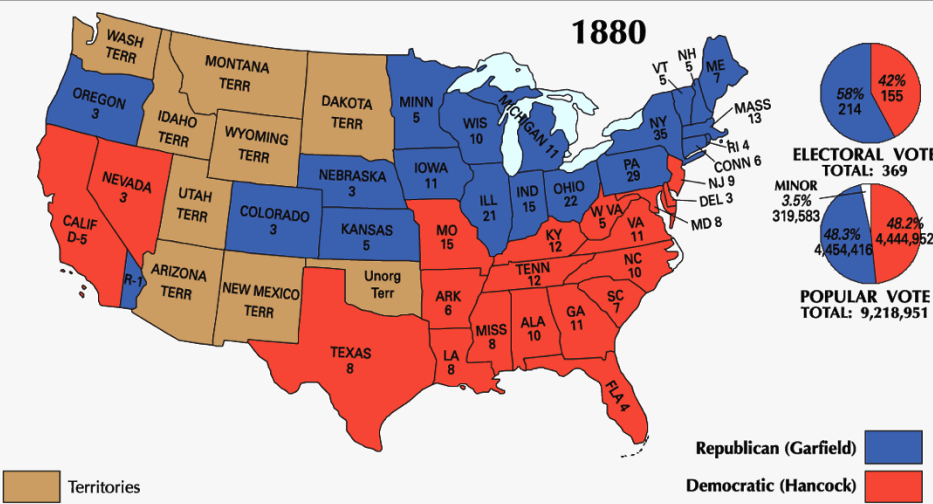 1880
WASH
TERR
MONTANA
TERR
DAKOTA
TERR
MINN
5
OREGON
3
IDAHO
TERR
WYOMING
TERR
WIS
10
MICHIGAN 11
VT
5
NH
5
ME
7
NY
35
MASS
13
RI 4
CONN 6
NEVADA
3
UTAH
TERR
COLORADO
3
NEBRASKA
3
KANSAS
5
IOWA
11
ILL
21
IND
15
OHIO
22
PA
29
NJ 9
DEL 3
MD 8
CALIF
D-5
R-1
ARIZONA
TERR
NEW MEXICO
TERR
Unorg
Terr
MO
15
KY
12
W VA
5
VA
11
TENN
12
NC
10
ARK
6
SC
7
MISS
8
ALA
10
GA
11
TEXAS
8
LA
8
FLA 4
58%
214
42%
155
ELECTORAL VOTE
TOTAL: 369
MINOR
3.5%
319,583
48.3%
4,454,416
48.2%
4,444,952
POPULAR VOTE
TOTAL: 9,218,951
Republican (Garfield)
Democratic (Hancock)
Territories